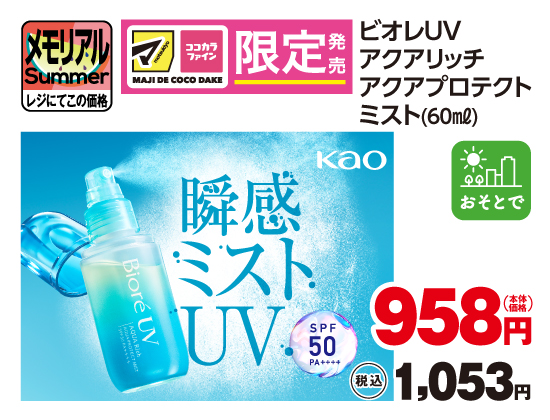 メモリアル
Summer
レジにてこの価格
matsukiyo
ココカラ
ファイン
MAJI DE COCO DAKE
限定発売
ビオレUV
アクアリッチ
アクアプロテクト
ミスト(60㎖)
おそとで
Kao
瞬感
ミスト
UV
Bioré UV
AQUA Rich
SPF
50
PA++++
958円(本体価格)
税込1,053円